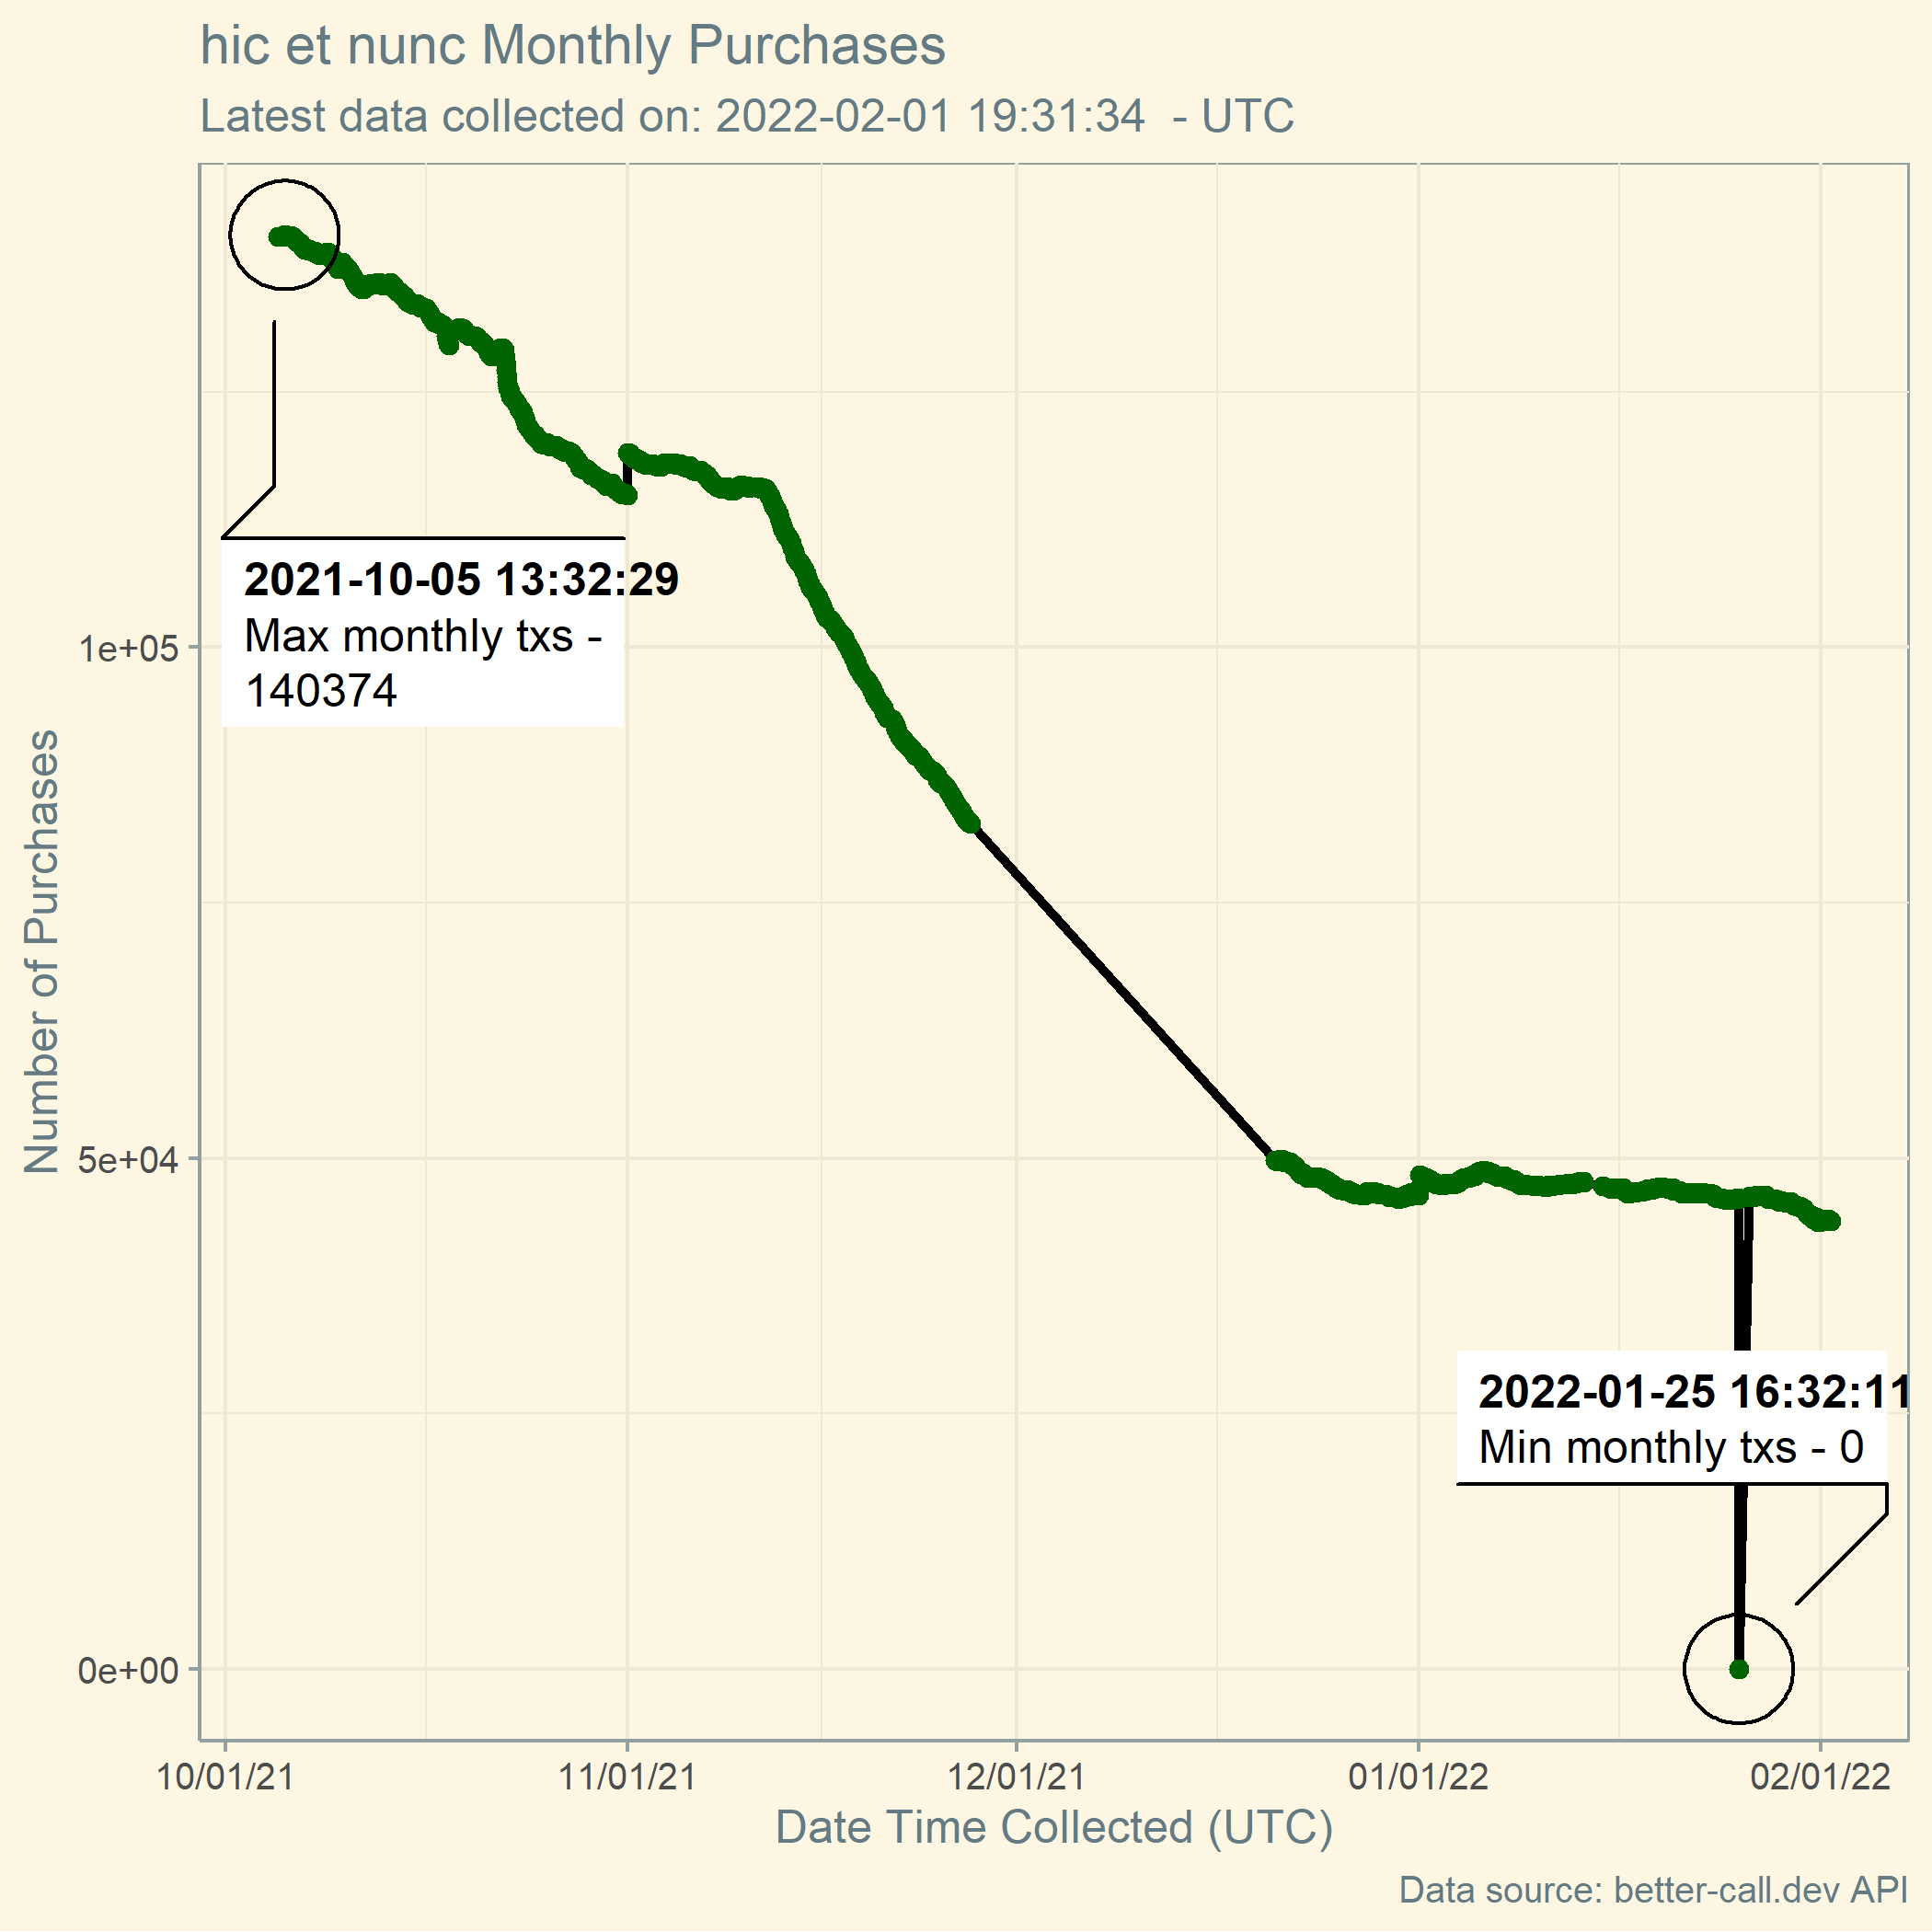 hic et nunc Monthly Purchases
Latest data collected on: 2022-02-01 19:31:34  - UTC
2021-10-05 13:32:29
Max monthly txs -
140374
1e+05
Number of Purchases
5e+04
2022-01-25 16:32:11
Min monthly txs - 0
0e+00
10/01/21 11/01/21 12/01/21 01/01/22 02/01/22
Date Time Collected (UTC)
Data source: better-call.dev API